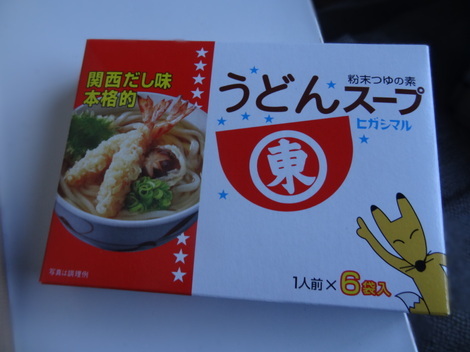 関西だし味
本格的
写真は調理例
粉末つゆの素
うどんスープ
ヒガシマル
東
1人前×6袋入